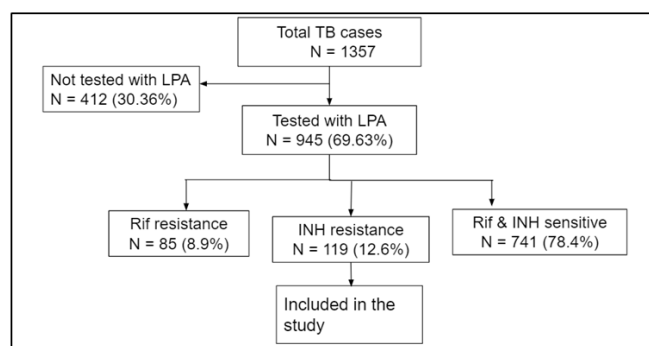 Total TB cases
N = 1357
Not tested with LPA
N = 412 (30.36%)
Tested with LPA
N = 945 (69.63%)
Rif resistance
N = 85 (8.9%)
INH resistance
N = 119 (12.6%)
Rif & INH sensitive
N = 741 (78.4%)
Included in the
study